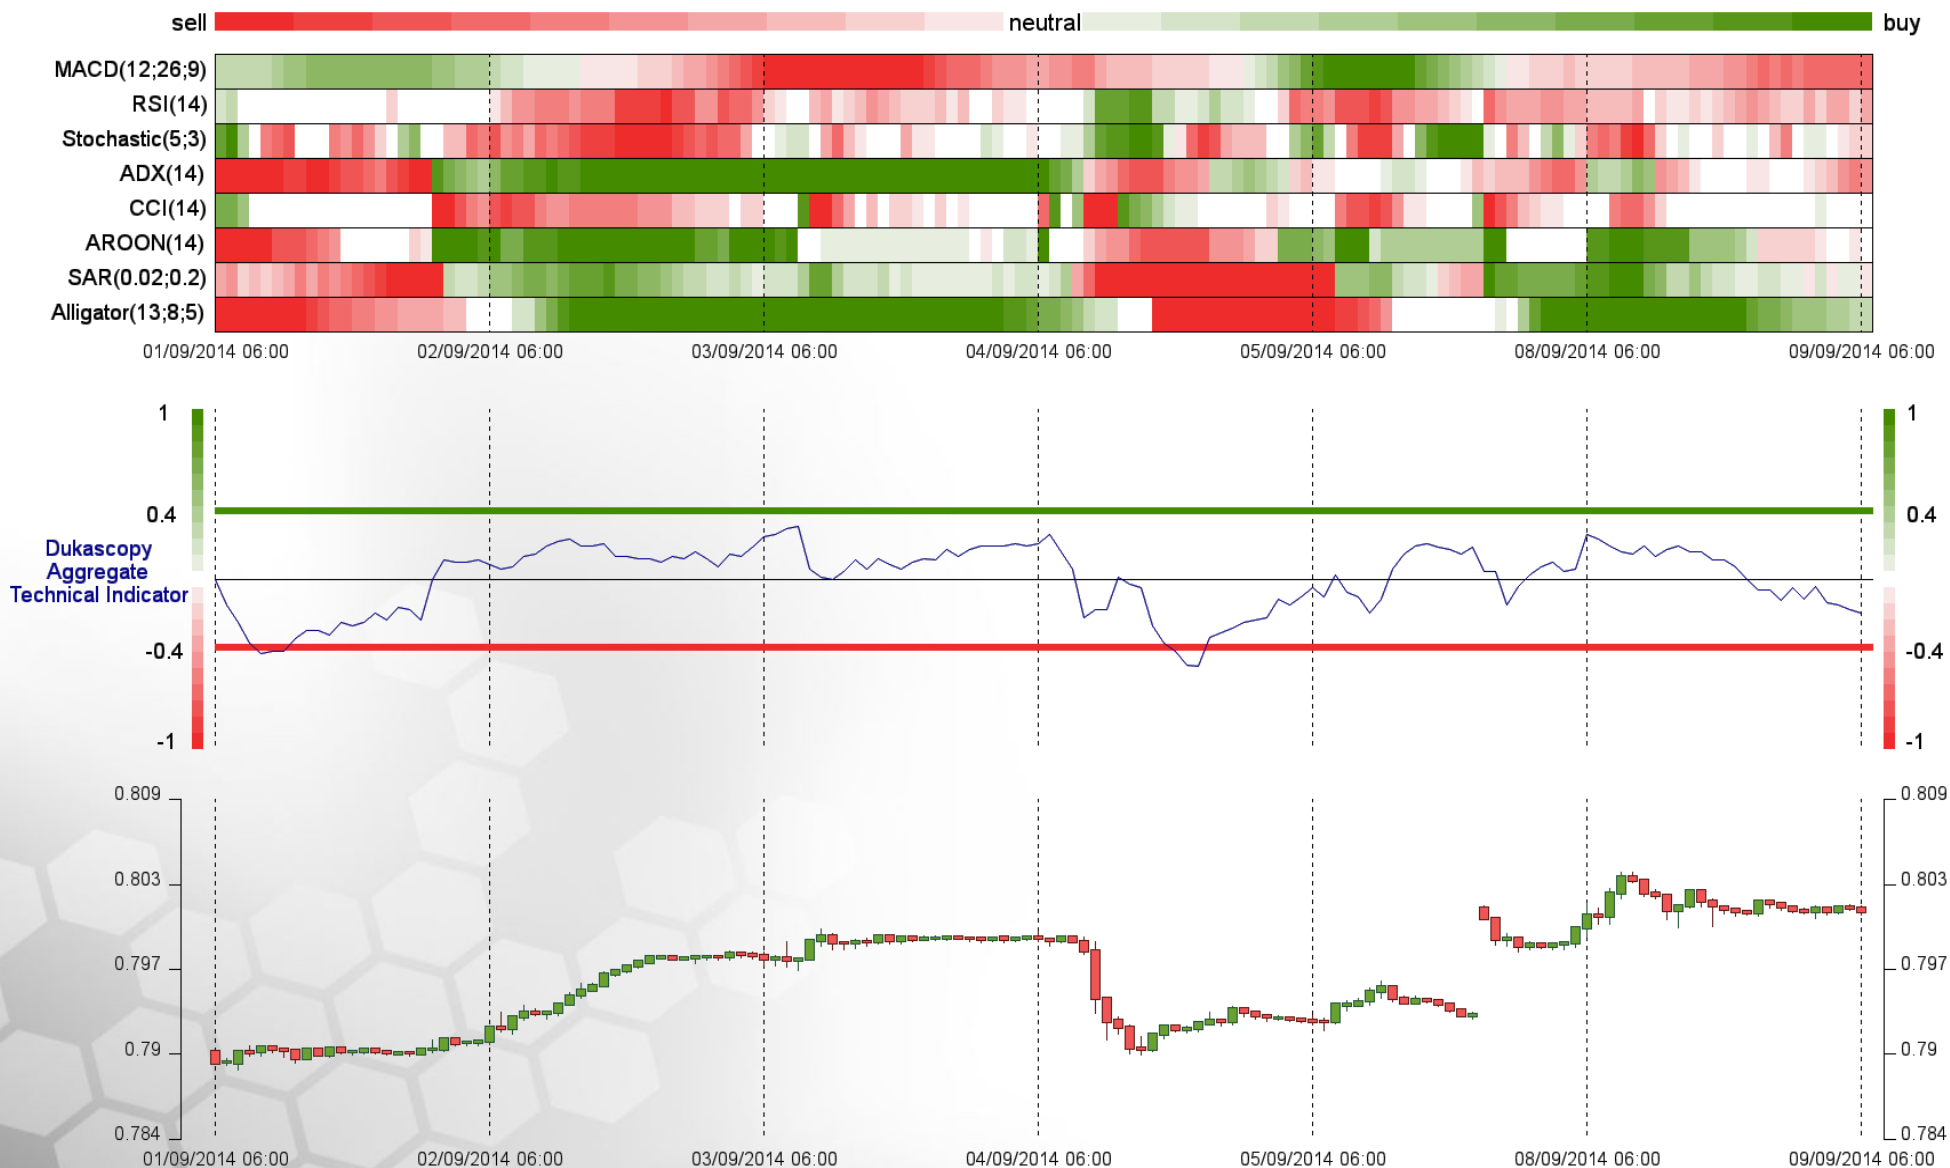 sell neutral buy
MACD(12;26;9)
RSI(14)
Stochastic(5;3)
ADX(14)
CCI(14)
AROON(14)
SAR(0.02;0.2)
Alligator(13;8;5)
01/09/2014 06:00 02/09/2014 06:00 03/09/2014 06:00 04/09/2014 06:00 05/09/2014 06:00 08/09/2014 06:00 09/09/2014 06:00
1 1
0.4 0.4
Dukascopy
Aggregate
Technical Indicator
-0.4 -0.4
-1 -1
0.809 0.809
0.803 0.803
0.797 0.797
0.79 0.79
0.784 0.784
01/09/2014 06:00 02/09/2014 06:00 03/09/2014 06:00 04/09/2014 06:00 05/09/2014 06:00 08/09/2014 06:00 09/09/2014 06:00